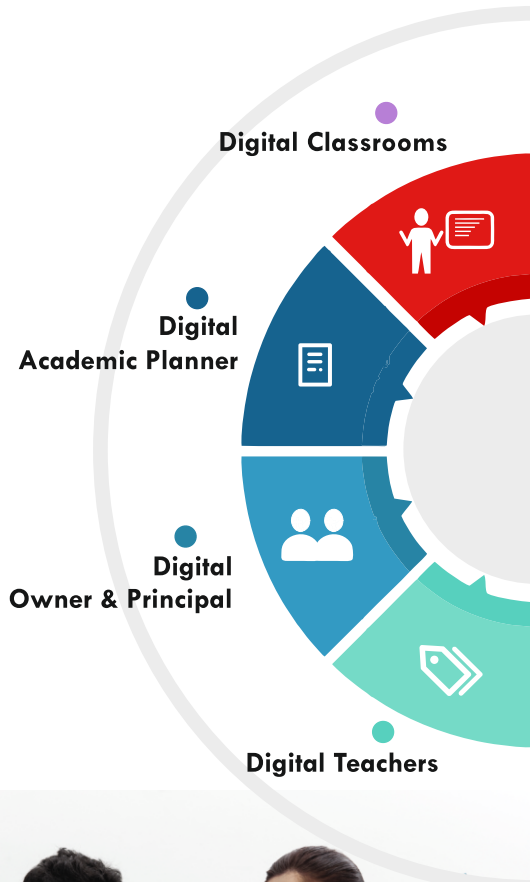 Digital Classrooms
Digital
Academic Planner
Digital
Owner & Principal
Digital Teachers